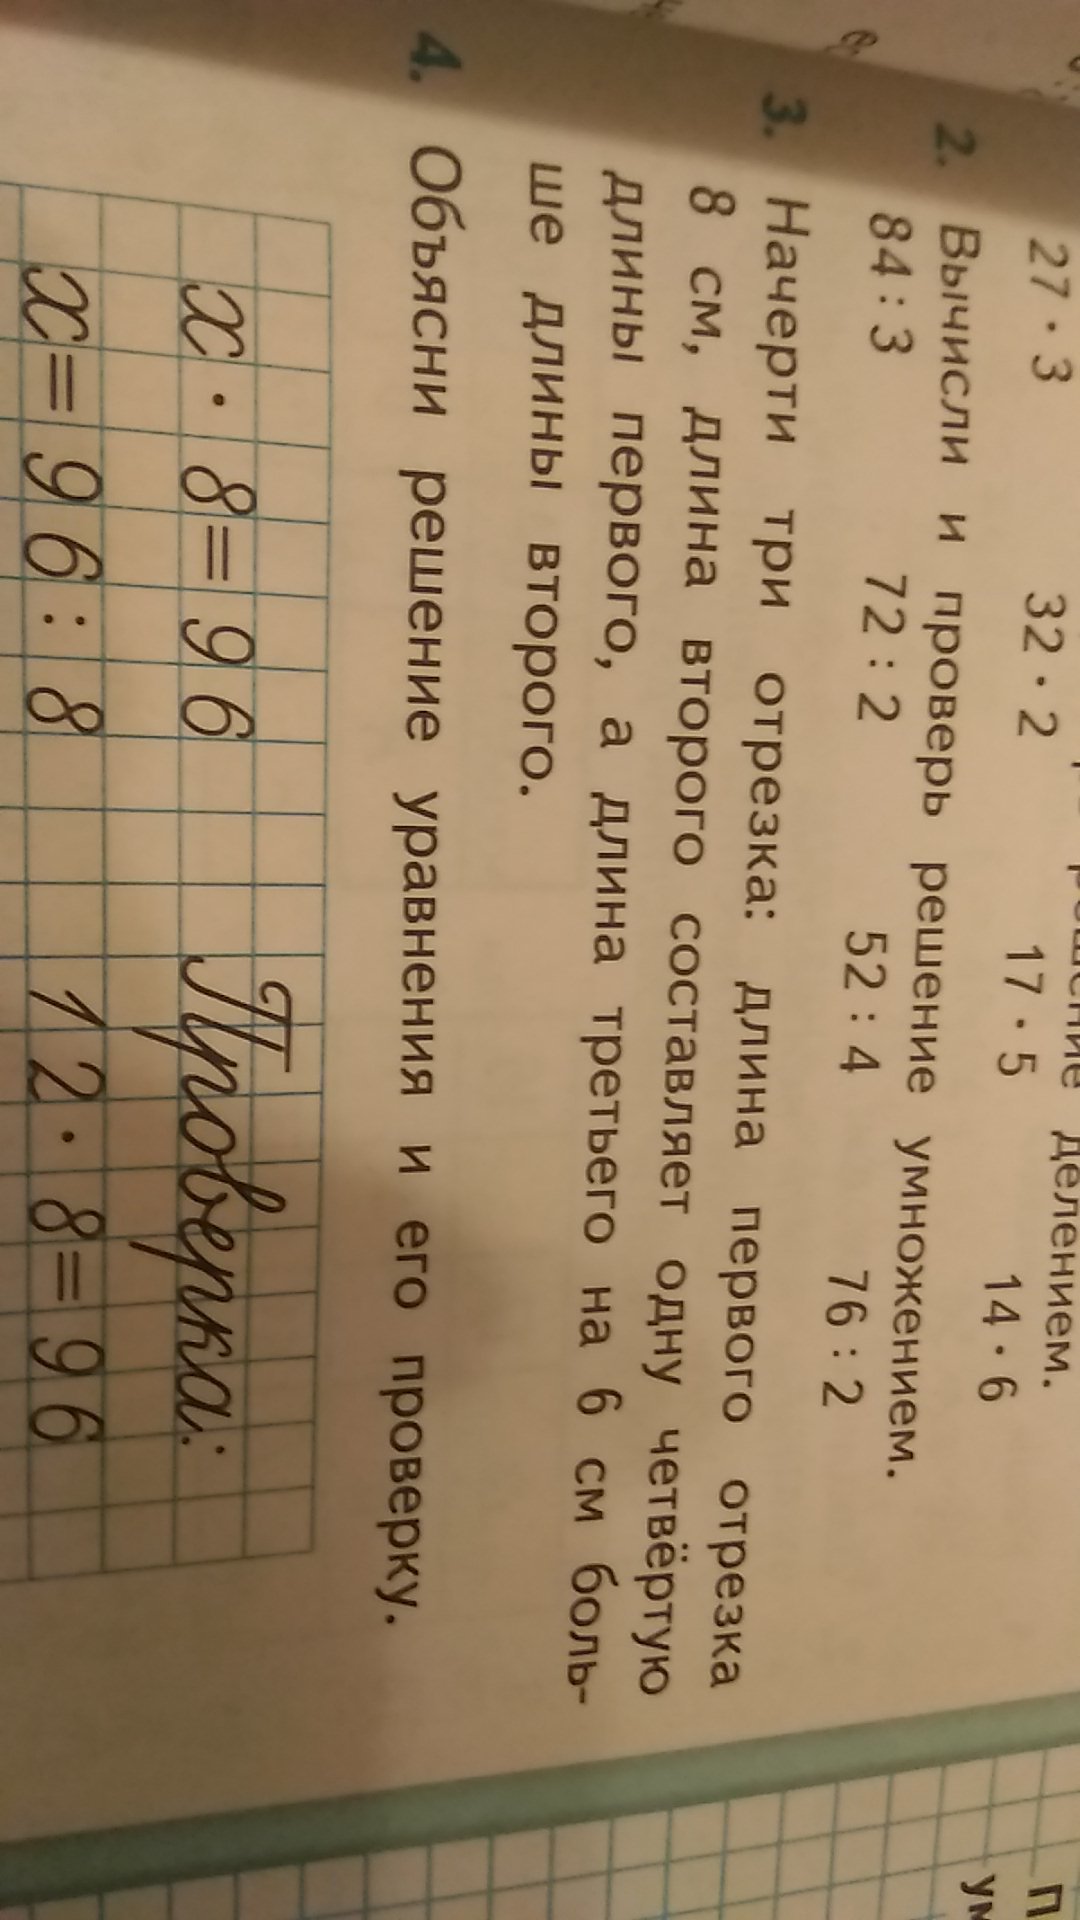 решение делением.
27 · 3 32 · 2 17 · 5 14 · 6
2. Вычисли и проверь решение умножением.
84 : 3 72 : 2 52 : 4 76 : 2
3. Начерти три отрезка: длина первого отрезка
8 см, длина второго составляет одну четвёртую
длины первого, а длина третьего на 6 см боль-
ше длины второго.
4. Объясни решение уравнения и его проверку.
x · 8 = 96 Проверка:
x = 96 : 8 12 · 8 = 96